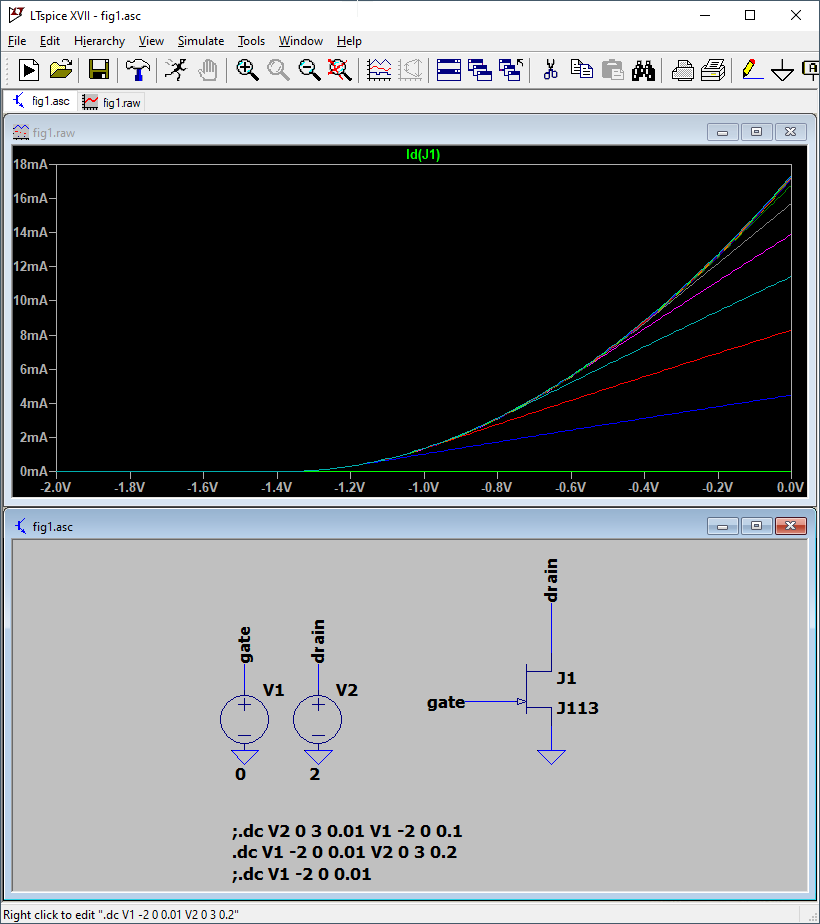 LTspice XVII - fig1.asc
File Edit Hierarchy View Simulate Tools Window Help
fig1.asc fig1.raw
fig1.raw
Id(J1)
18mA
16mA
14mA
12mA
10mA
8mA
6mA
4mA
2mA
0mA
-2.0V -1.8V -1.6V -1.4V -1.2V -1.0V -0.8V -0.6V -0.4V -0.2V 0.0V
fig1.asc
gate
drain
drain
V1
V2
J1
gate
J113
0
2
;.dc V2 0 3 0.01 V1 -2 0 0.1
.dc V1 -2 0 0.01 V2 0 3 0.2
;.dc V1 -2 0 0.01
Right click to edit ".dc V1 -2 0 0.01 V2 0 3 0.2"